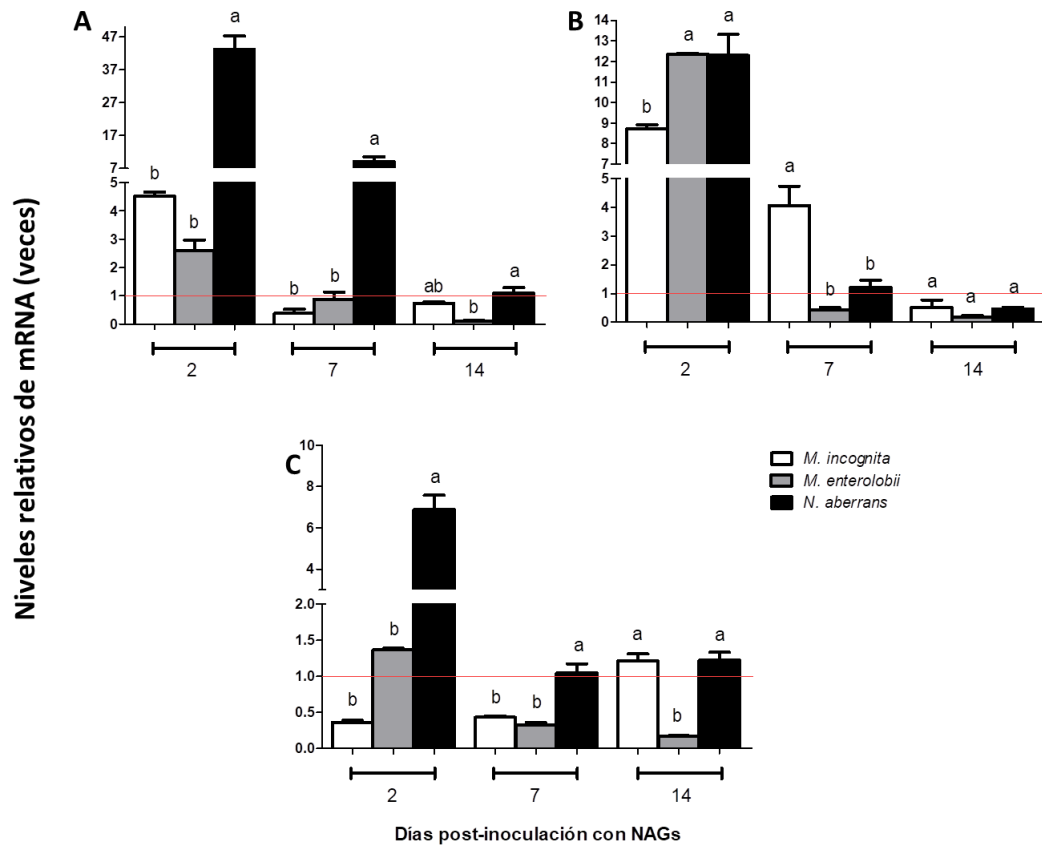 Niveles relativos de mRNA (veces)
A
47
37
27
17
7
5
4
3
2
1
0
b
b
a
b
b
a
ab
b
a
2
7
14
B
14
13
12
11
10
9
8
7
5
4
3
2
1
0
b
a
a
a
b
b
a
a
a
2
7
14
C
10
8
6
4
2.0
1.5
1.0
0.5
0.0
b
b
a
b
b
a
a
b
a
2
7
14
M. incognita
M. enterolobii
N. aberrans
Días post-inoculación con NAGs